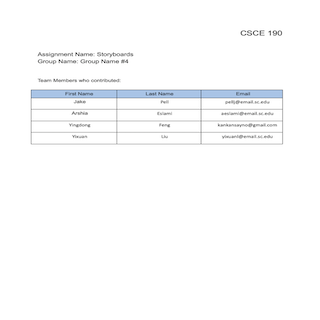 CSCE 190
Assignment Name: Storyboards
Group Name: Group Name #4
Team Members who contributed:
First Name Last Name Email
Jake Pell pellj@email.sc.edu
Arshia Eslami aeslami@email.sc.edu
Yingdong Feng kankansayno@gmail.com
Yixuan Liu yixuanl@email.sc.edu